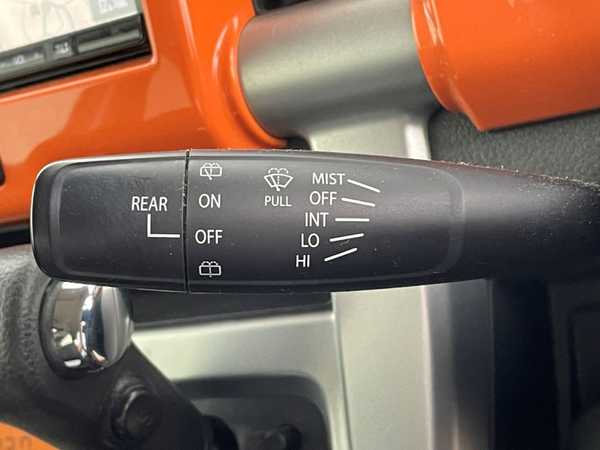 REAR
ON
OFF
PULL
MIST
OFF
INT
LO
HI